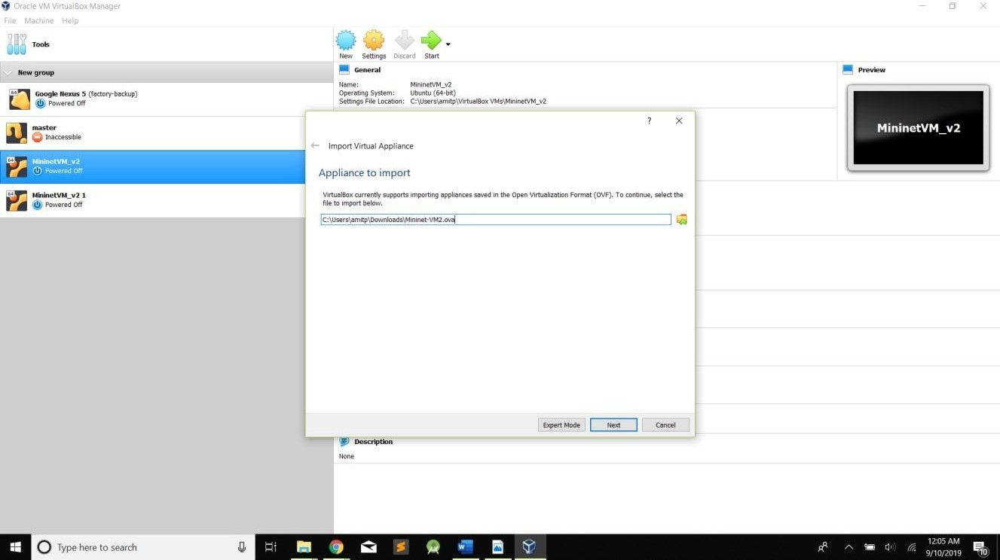 Oracle VM VirtualBox Manager
File Machine Help
Tools
New Settings Discard Start
New group
64 Google Nexus 5 (factory-backup)
Powered Off
master
Inaccessible
64 MininetVM_v2
Powered Off
64 MininetVM_v2 1
Powered Off
General
Name: MininetVM_v2
Operating System: Ubuntu (64-bit)
Settings File Location: C:\Users\amitp\VirtualBox VMs\MininetVM_v2
Preview
MininetVM_v2
?
Import Virtual Appliance
Appliance to import
VirtualBox currently supports importing appliances saved in the Open Virtualization Format (OVF). To continue, select the
file to import below.
C:\Users\amitp\Downloads\Mininet-VM2.ova
Expert Mode Next Cancel
Description
None
Type here to search
12:05 AM
9/10/2019
10